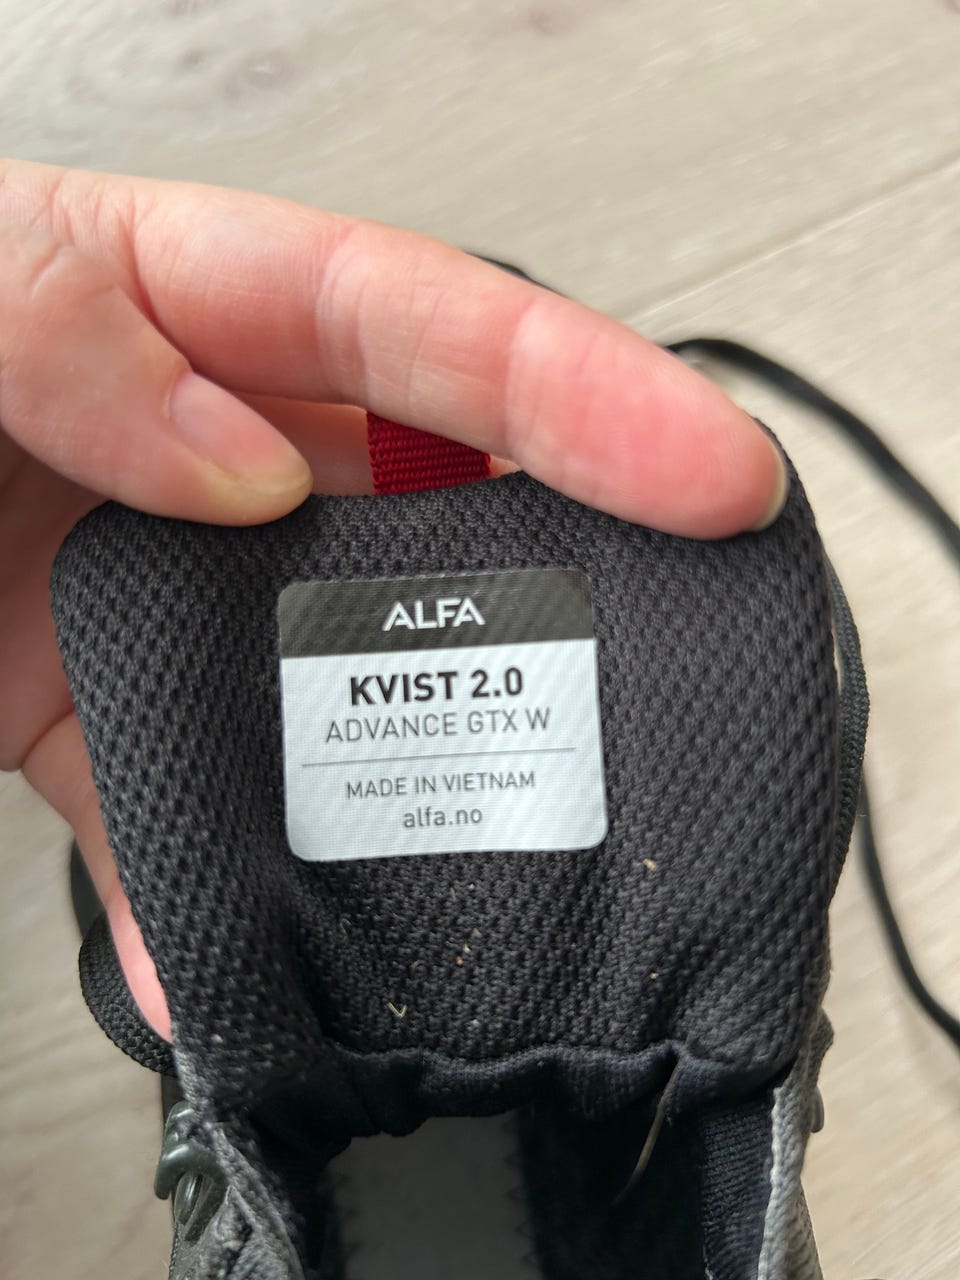 ALFA
KVIST 2.0
ADVANCE GTX W
MADE IN VIETNAM
alfa.no